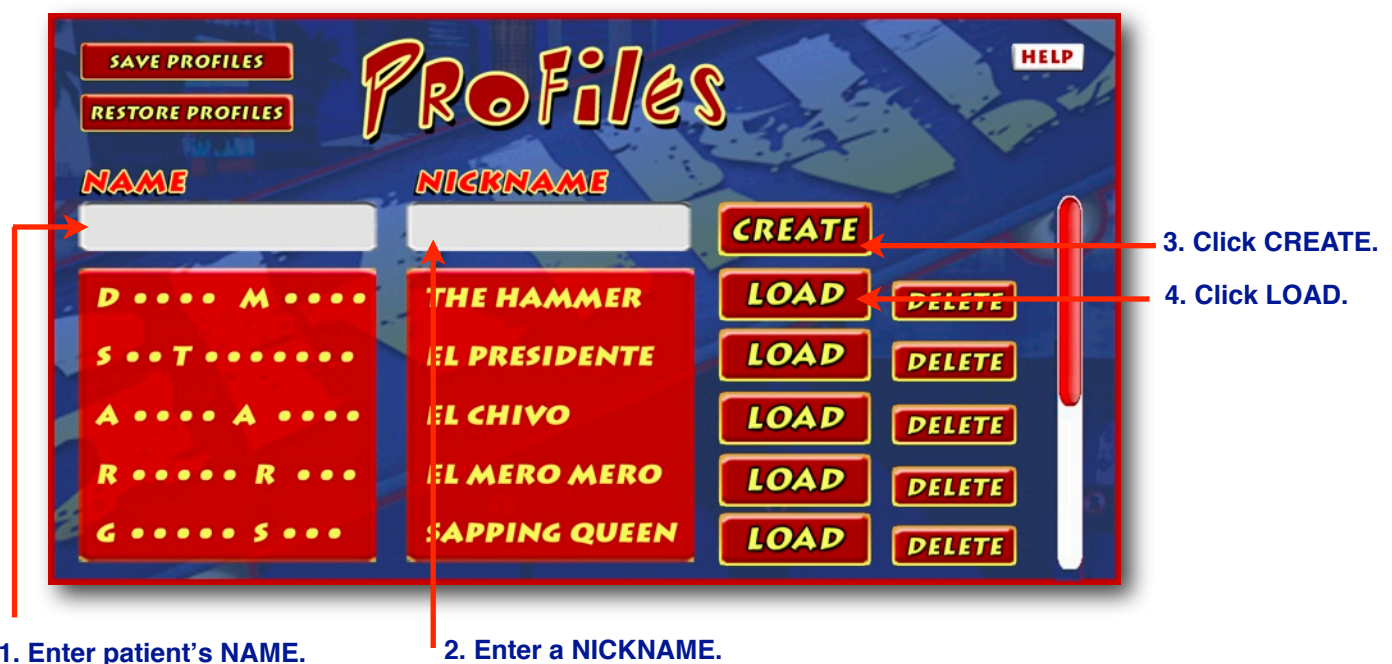 SAVE PROFILES
PROFILES
HELP
RESTORE PROFILES
NAME NICKNAME
CREATE
3. Click CREATE.
D •••• M •••• THE HAMMER LOAD DELETE
4. Click LOAD.
S •• T ••••••• EL PRESIDENTE LOAD DELETE
A •••• A •••• EL CHIVO LOAD DELETE
R ••••• R ••• EL MERO MERO LOAD DELETE
G ••••• S ••• SAPPING QUEEN LOAD DELETE
1. Enter patient's NAME. 2. Enter a NICKNAME.